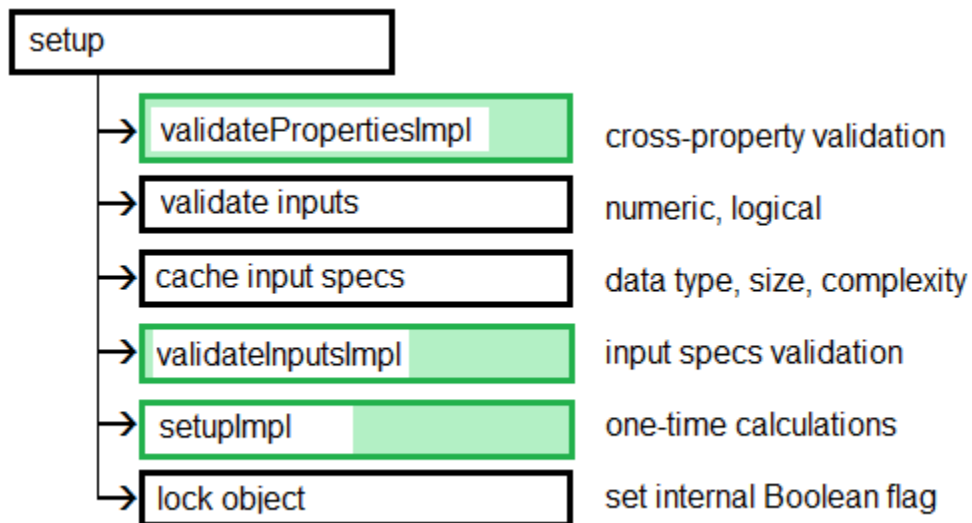 setup
validatePropertiesImpl cross-property validation
validate inputs numeric, logical
cache input specs data type, size, complexity
validateInputsImpl input specs validation
setupImpl one-time calculations
lock object set internal Boolean flag